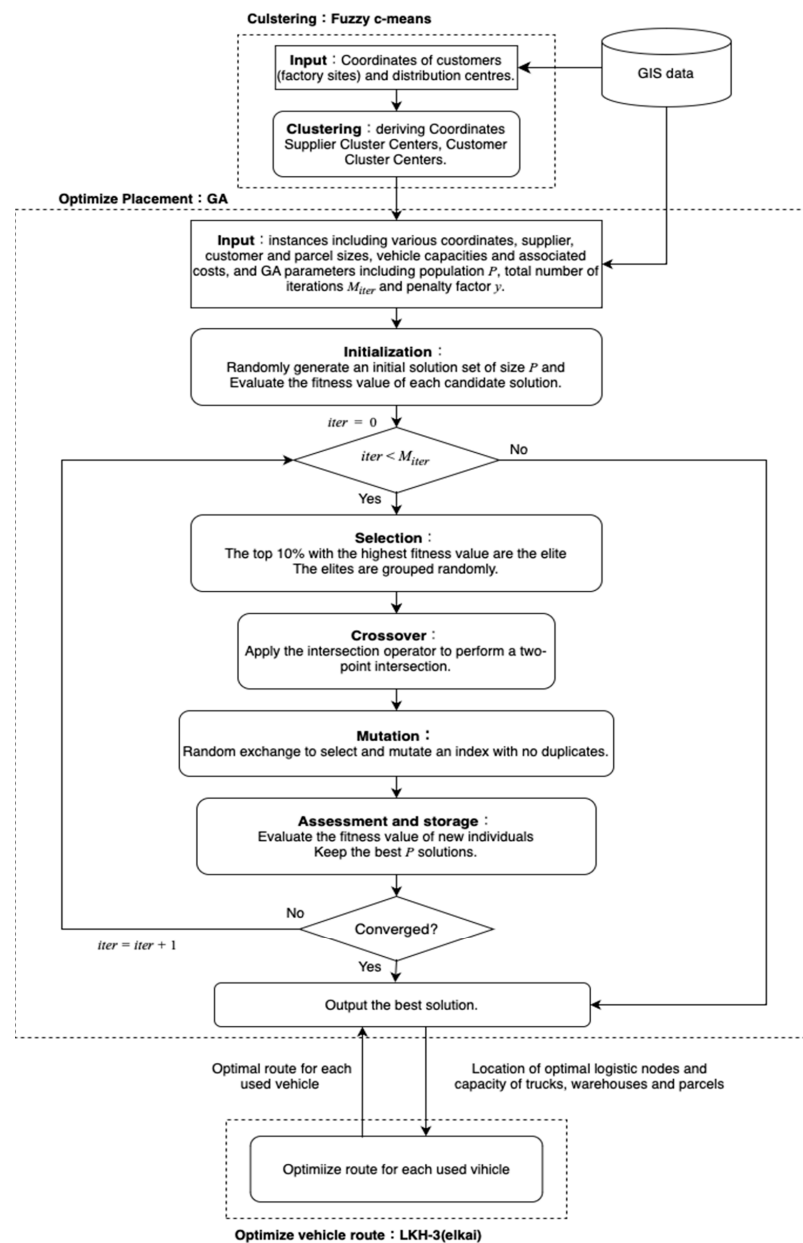 Culstering：Fuzzy c-means
Input：Coordinates of customers
(factory sites) and distribution centres.
GIS data
Clustering：deriving Coordinates
Supplier Cluster Centers, Customer
Cluster Centers.
Optimize Placement：GA
Input：instances including various coordinates, supplier,
customer and parcel sizes, vehicle capacities and associated
costs, and GA parameters including population P, total number of
iterations M_iter and penalty factor y.
Initialization：
Randomly generate an initial solution set of size P and
Evaluate the fitness value of each candidate solution.
iter = 0
iter < M_iter
No
Yes
Selection：
The top 10% with the highest fitness value are the elite
The elites are grouped randomly.
Crossover：
Apply the intersection operator to perform a two-
point intersection.
Mutation：
Random exchange to select and mutate an index with no duplicates.
Assessment and storage：
Evaluate the fitness value of new individuals
Keep the best P solutions.
No
Converged?
iter = iter + 1
Yes
Output the best solution.
Optimal route for each
used vehicle
Location of optimal logistic nodes and
capacity of trucks, warehouses and parcels
Optimiize route for each used vihicle
Optimize vehicle route：LKH-3(elkai)